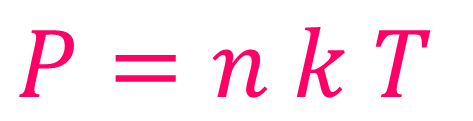 P = n k T